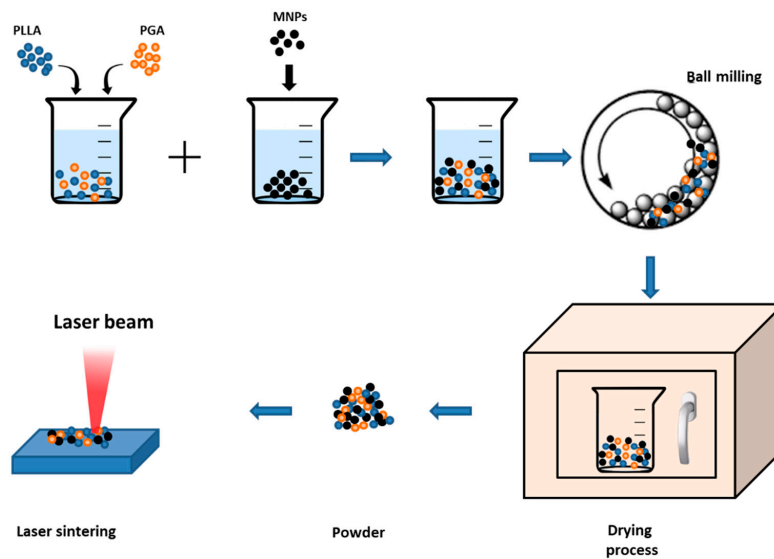 PLLA
PGA
MNPs
Ball milling
Laser beam
Laser sintering
Powder
Drying
process